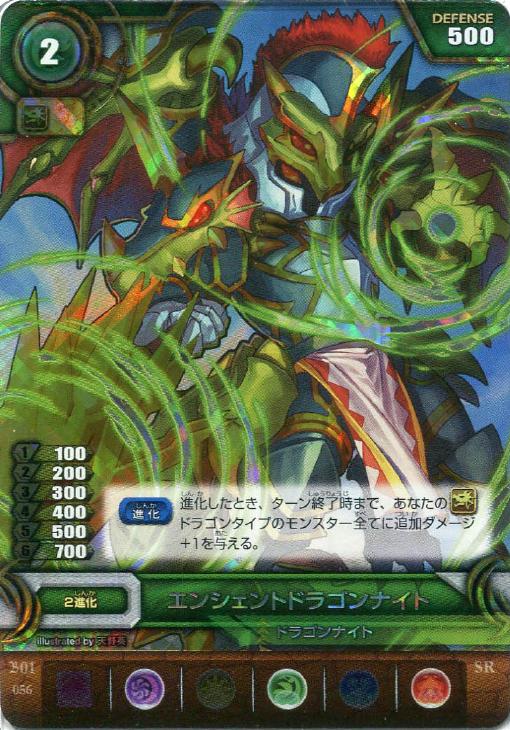 2
DEFENSE
500
1 100
2 200
3 300
4 400
5 500
6 700
進化 進化したとき、ターン終了時まで、あなたの
ドラゴンタイプのモンスター全てに追加ダメージ
+1を与える。
2進化
エンシェントドラゴンナイト
ドラゴンナイト
illustrated by 天野英
B01
056
SR